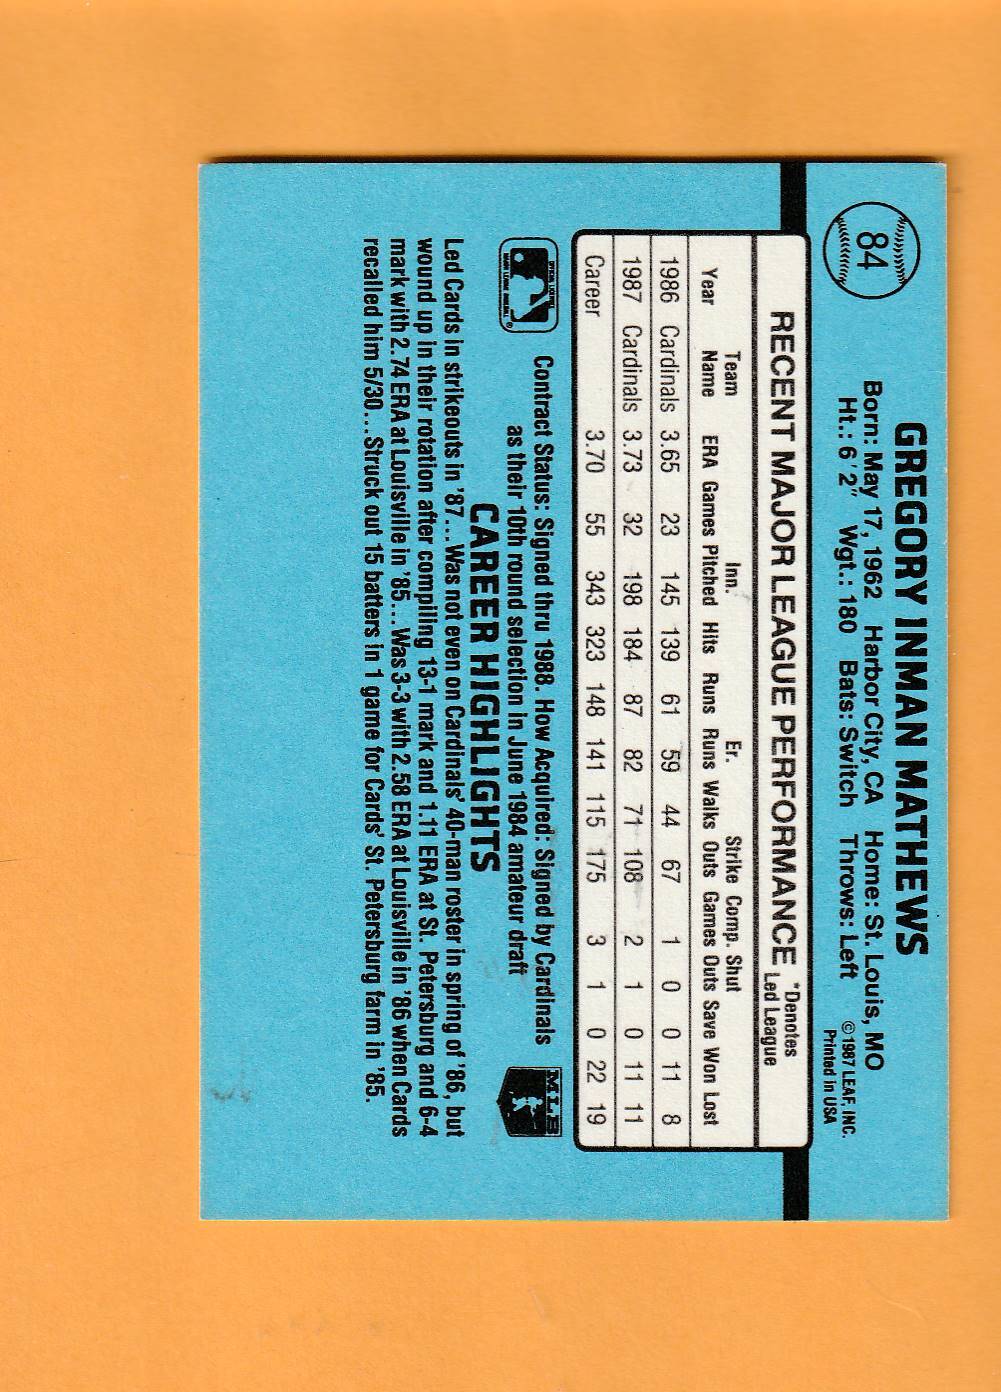 84
GREGORY INMAN MATHEWS
Born: May 17, 1962 Harbor City, CA Home: St. Louis, MO
Ht.: 6'2" Wgt.: 180 Bats: Switch Throws: Left
© 1987 LEAF, INC.
Printed in USA
RECENT MAJOR LEAGUE PERFORMANCE *Denotes Led League
Year Team Name ERA Games Inn. Pitched Hits Runs Er. Runs Walks Strike Outs Comp. Games Shut Outs Save Won Lost
1986 Cardinals 3.65 23 145 139 61 59 44 67 1 0 0 11 8
1987 Cardinals 3.73 32 198 184 87 82 71 108 2 1 0 11 11
Career 3.70 55 343 323 148 141 115 175 3 1 0 22 19
Contract Status: Signed thru 1988. How Acquired: Signed by Cardinals
as their 10th round selection in June 1984 amateur draft
MLB
CAREER HIGHLIGHTS
Led Cards in strikeouts in '87...Was not even on Cardinals' 40-man roster in spring of '86, but
wound up in their rotation after compiling 13-1 mark and 1.11 ERA at St. Petersburg and 6-4
mark with 2.74 ERA at Louisville in '85...Was 3-3 with 2.58 ERA at Louisville in '86 when Cards
recalled him 5/30...Struck out 15 batters in 1 game for Cards' St. Petersburg farm in '85.